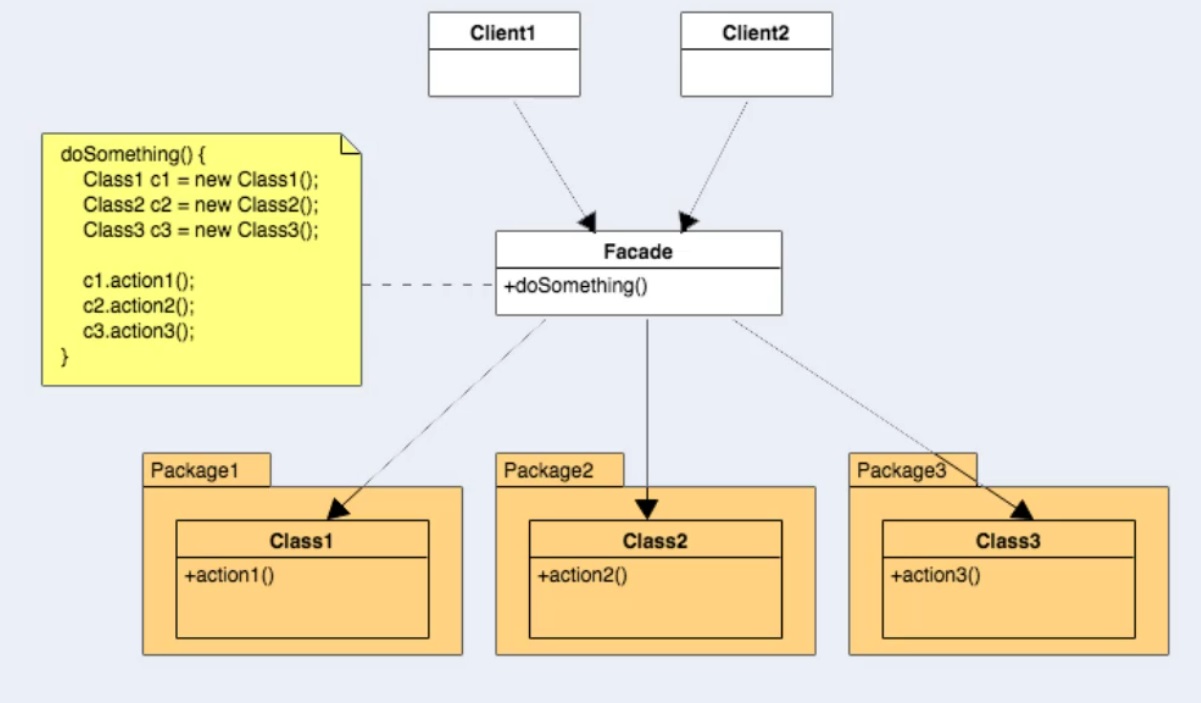 Client1
Client2
doSomething() {
Class1 c1 = new Class1();
Class2 c2 = new Class2();
Class3 c3 = new Class3();
c1.action1();
c2.action2();
c3.action3();
}
Facade
+doSomething()
Package1
Class1
+action1()
Package2
Class2
+action2()
Package3
Class3
+action3()